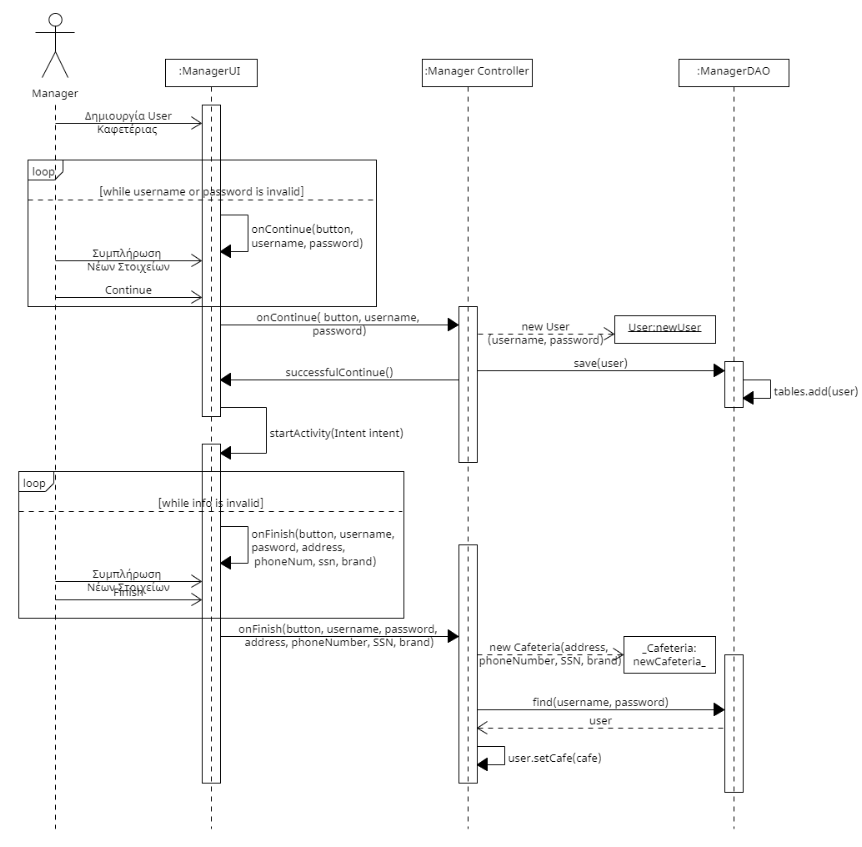 :ManagerUI
:Manager Controller
:ManagerDAO
Manager
Δημιουργία User
Καφετέριας
loop
[while username or password is invalid]
onContinue(button,
username, password)
Συμπλήρωση
Νέων Στοιχείων
Continue
onContinue( button, username,
password)
new User
(username, password)
User:newUser
save(user)
successfulContinue()
tables.add(user)
startActivity(Intent intent)
loop
[while info is invalid]
onFinish(button, username,
pasword, address,
phoneNum, ssn, brand)
Συμπλήρωση
Νέων Στοιχείων
Finish
onFinish(button, username, password,
address, phoneNumber, SSN, brand)
new Cafeteria(address,
phoneNumber, SSN, brand)
_Cafeteria:
newCafeteria_
find(username, password)
user
user.setCafe(cafe)